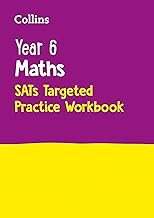 Collins
Year 6
Maths
SATs Targeted
Practice Workbook